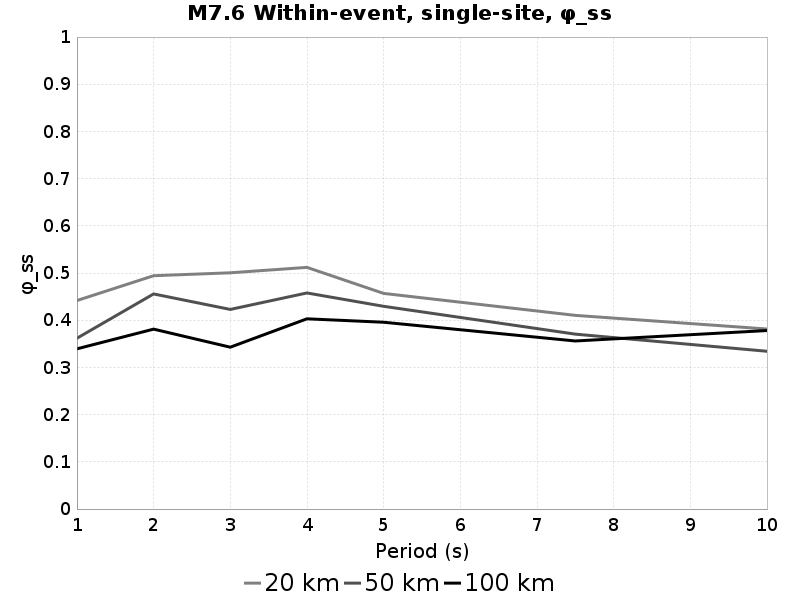 M7.6 Within-event, single-site, φ_ss
1
0.9
0.8
0.7
0.6
0.5
0.4
0.3
0.2
0.1
0
φ_ss
1 2 3 4 5 6 7 8 9 10
Period (s)
20 km 50 km 100 km